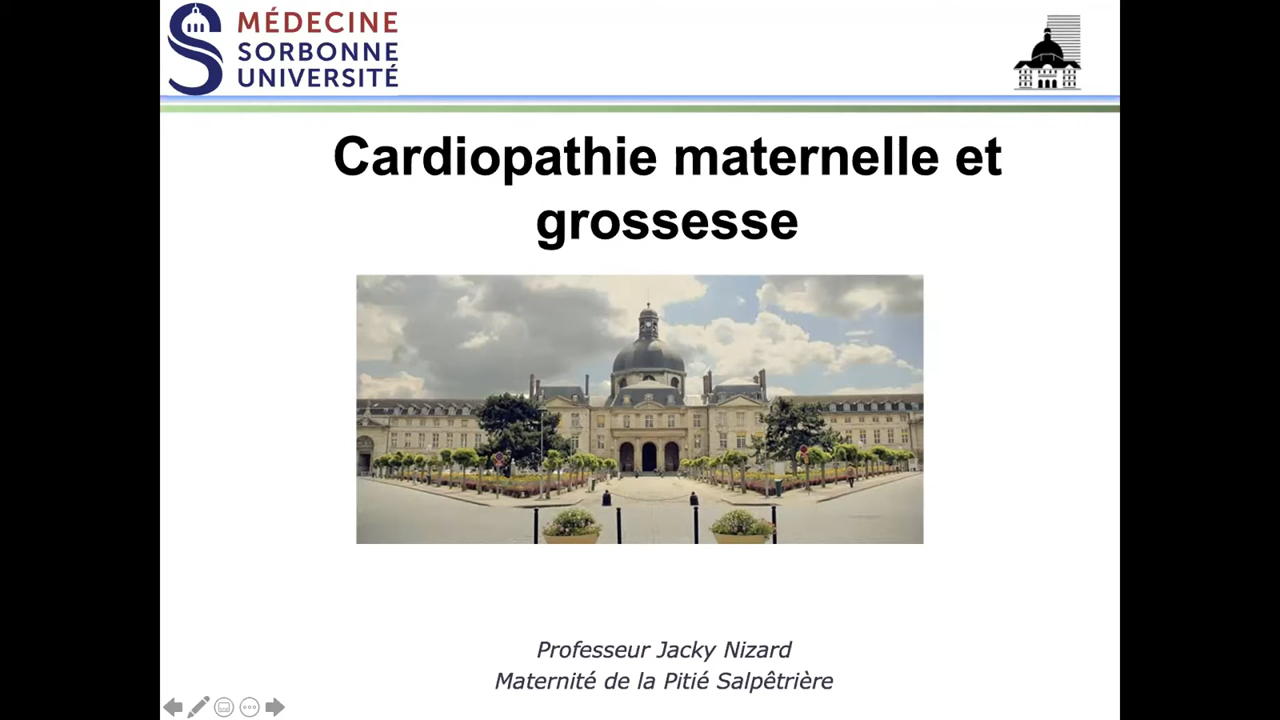 MÉDECINE
SORBONNE
UNIVERSITÉ
Cardiopathie maternelle et
grossesse
Professeur Jacky Nizard
Maternité de la Pitié Salpêtrière